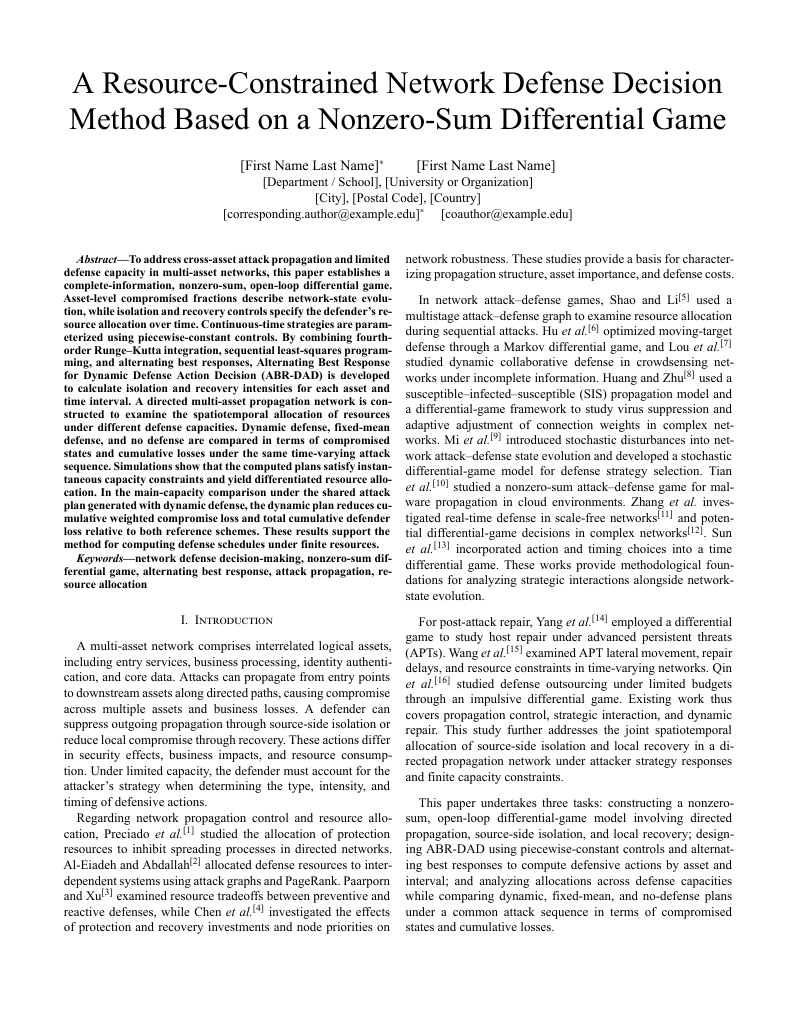 A Resource-Constrained Network Defense Decision
Method Based on a Nonzero-Sum Differential Game
[First Name Last Name]* [First Name Last Name]
[Department / School], [University or Organization]
[City], [Postal Code], [Country]
[corresponding.author@example.edu]* [coauthor@example.edu]
Abstract—To address cross-asset attack propagation and limited
defense capacity in multi-asset networks, this paper establishes a
complete-information, nonzero-sum, open-loop differential game.
Asset-level compromised fractions describe network-state evolu-
tion, while isolation and recovery controls specify the defender's re-
source allocation over time. Continuous-time strategies are param-
eterized using piecewise-constant controls. By combining fourth-
order Runge–Kutta integration, sequential least-squares program-
ming, and alternating best responses, Alternating Best Response
for Dynamic Defense Action Decision (ABR-DAD) is developed
to calculate isolation and recovery intensities for each asset and
time interval. A directed multi-asset propagation network is con-
structed to examine the spatiotemporal allocation of resources
under different defense capacities. Dynamic defense, fixed-mean
defense, and no defense are compared in terms of compromised
states and cumulative losses under the same time-varying attack
sequence. Simulations show that the computed plans satisfy instan-
taneous capacity constraints and yield differentiated resource allo-
cation. In the main-capacity comparison under the shared attack
plan generated with dynamic defense, the dynamic plan reduces cu-
mulative weighted compromise loss and total cumulative defender
loss relative to both reference schemes. These results support the
method for computing defense schedules under finite resources.
Keywords—network defense decision-making, nonzero-sum dif-
ferential game, alternating best response, attack propagation, re-
source allocation
I. Introduction
A multi-asset network comprises interrelated logical assets,
including entry services, business processing, identity authenti-
cation, and core data. Attacks can propagate from entry points
to downstream assets along directed paths, causing compromise
across multiple assets and business losses. A defender can
suppress outgoing propagation through source-side isolation or
reduce local compromise through recovery. These actions differ
in security effects, business impacts, and resource consump-
tion. Under limited capacity, the defender must account for the
attacker's strategy when determining the type, intensity, and
timing of defensive actions.
Regarding network propagation control and resource allo-
cation, Preciado et al.[1] studied the allocation of protection
resources to inhibit spreading processes in directed networks.
Al-Eiadeh and Abdallah[2] allocated defense resources to inter-
dependent systems using attack graphs and PageRank. Paarporn
and Xu[3] examined resource tradeoffs between preventive and
reactive defenses, while Chen et al.[4] investigated the effects
of protection and recovery investments and node priorities on
network robustness. These studies provide a basis for character-
izing propagation structure, asset importance, and defense costs.
In network attack–defense games, Shao and Li[5] used a
multistage attack–defense graph to examine resource allocation
during sequential attacks. Hu et al.[6] optimized moving-target
defense through a Markov differential game, and Lou et al.[7]
studied dynamic collaborative defense in crowdsensing net-
works under incomplete information. Huang and Zhu[8] used a
susceptible–infected–susceptible (SIS) propagation model and
a differential-game framework to study virus suppression and
adaptive adjustment of connection weights in complex net-
works. Mi et al.[9] introduced stochastic disturbances into net-
work attack–defense state evolution and developed a stochastic
differential-game model for defense strategy selection. Tian
et al.[10] studied a nonzero-sum attack–defense game for mal-
ware propagation in cloud environments. Zhang et al. inves-
tigated real-time defense in scale-free networks[11] and poten-
tial differential-game decisions in complex networks[12]. Sun
et al.[13] incorporated action and timing choices into a time
differential game. These works provide methodological foun-
dations for analyzing strategic interactions alongside network-
state evolution.
For post-attack repair, Yang et al.[14] employed a differential
game to study host repair under advanced persistent threats
(APTs). Wang et al.[15] examined APT lateral movement, repair
delays, and resource constraints in time-varying networks. Qin
et al.[16] studied defense outsourcing under limited budgets
through an impulsive differential game. Existing work thus
covers propagation control, strategic interaction, and dynamic
repair. This study further addresses the joint spatiotemporal
allocation of source-side isolation and local recovery in a di-
rected propagation network under attacker strategy responses
and finite capacity constraints.
This paper undertakes three tasks: constructing a nonzero-
sum, open-loop differential-game model involving directed
propagation, source-side isolation, and local recovery; design-
ing ABR-DAD using piecewise-constant controls and alternat-
ing best responses to compute defensive actions by asset and
interval; and analyzing allocations across defense capacities
while comparing dynamic, fixed-mean, and no-defense plans
under a common attack sequence in terms of compromised
states and cumulative losses.